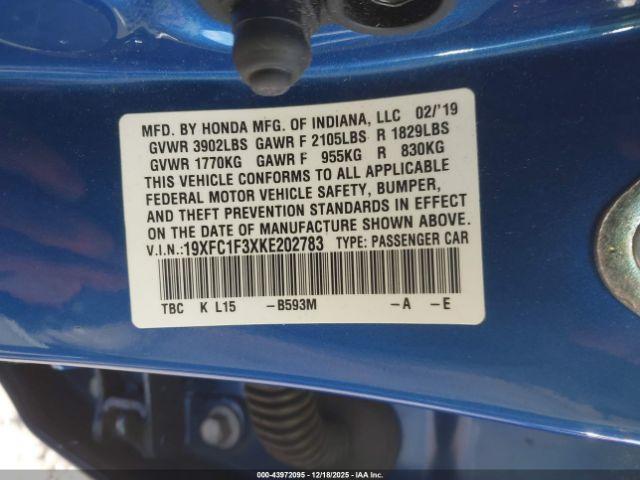 MFD. BY HONDA MFG. OF INDIANA, LLC 02/'19
GVWR 3902LBS GAWR F 2105LBS R 1829LBS
GVWR 1770KG GAWR F 955KG R 830KG
THIS VEHICLE CONFORMS TO ALL APPLICABLE
FEDERAL MOTOR VEHICLE SAFETY, BUMPER,
AND THEFT PREVENTION STANDARDS IN EFFECT
ON THE DATE OF MANUFACTURE SHOWN ABOVE.
V.I.N.:19XFC1F3XKE202783 TYPE: PASSENGER CAR
TBC K L15 -B593M -A -E
000-43972095 - 12/18/2025 - IAAI, Inc.